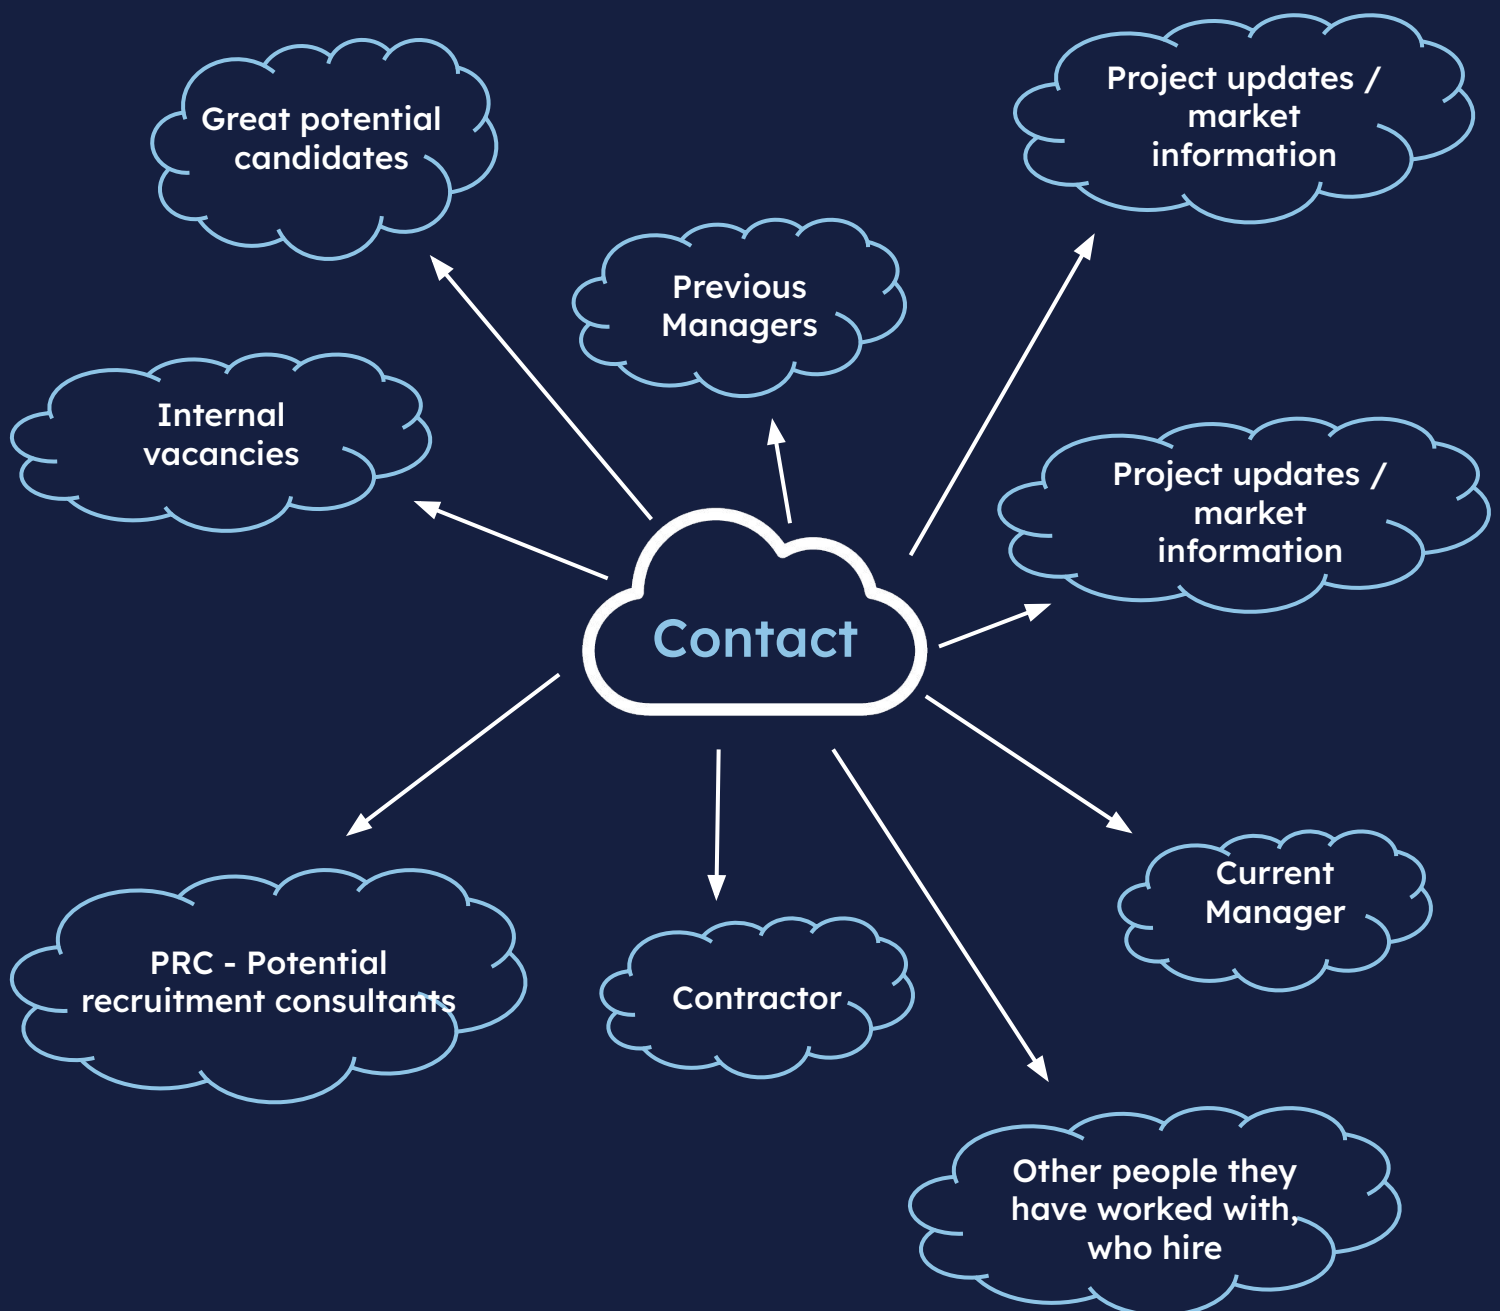 Great potential
candidates
Project updates /
market
information
Previous
Managers
Internal
vacancies
Project updates /
market
information
Contact
Current
Manager
PRC - Potential
recruitment consultants
Contractor
Other people they
have worked with,
who hire